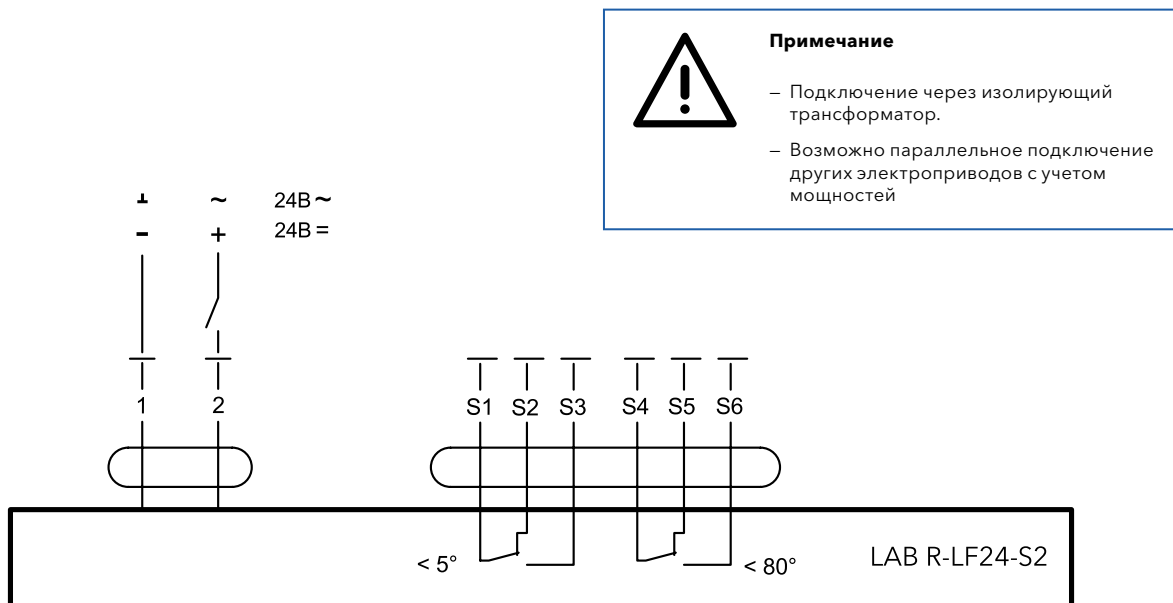 Примечание
– Подключение через изолирующий
трансформатор.
– Возможно параллельное подключение
других электроприводов с учетом
мощностей
⊥ ~ 24В ~
- + 24В =
1 2 S1 S2 S3 S4 S5 S6
< 5° < 80° LAB R-LF24-S2